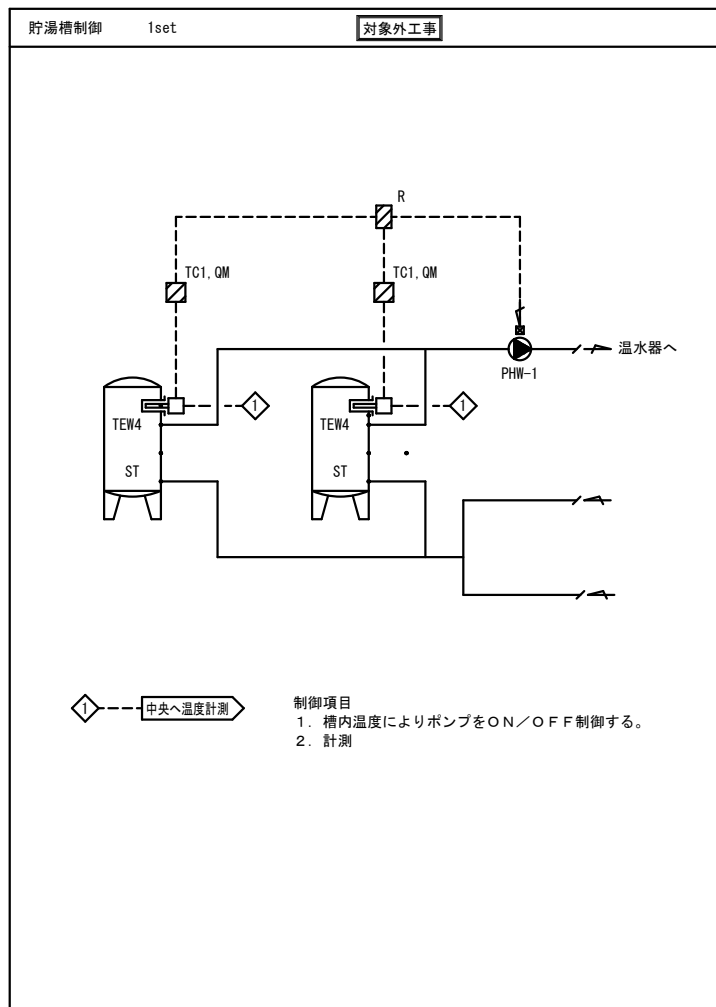 貯湯槽制御 1set 対象外工事
R
TC1,QM TC1,QM
温水器へ
PHW-1
1 1
TEW4 TEW4
ST ST
1 中央へ温度計測
制御項目
1. 槽内温度によりポンプをON/OFF制御する。
2. 計測